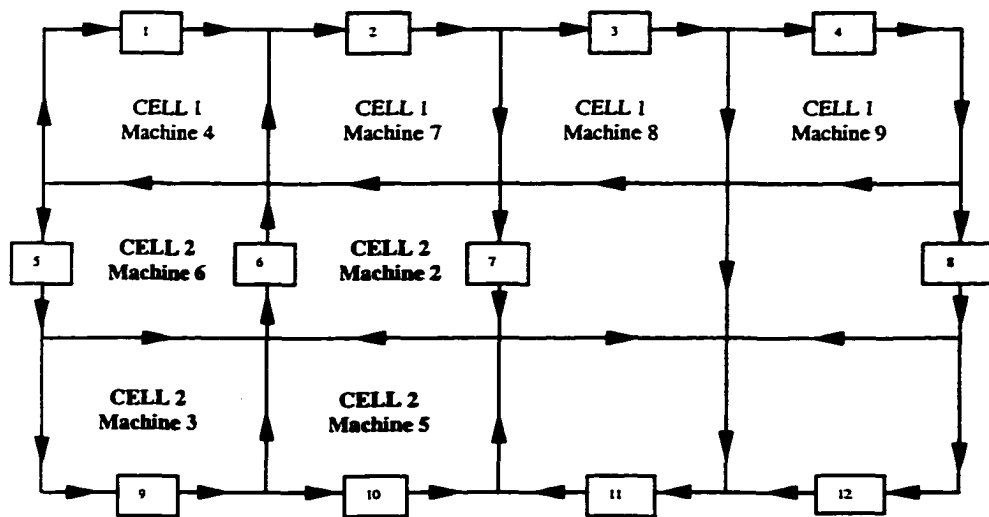 1
2
3
4
CELL 1
Machine 4
CELL 1
Machine 7
CELL 1
Machine 8
CELL 1
Machine 9
5
CELL 2
Machine 6
6
CELL 2
Machine 2
7
8
CELL 2
Machine 3
CELL 2
Machine 5
9
10
11
12